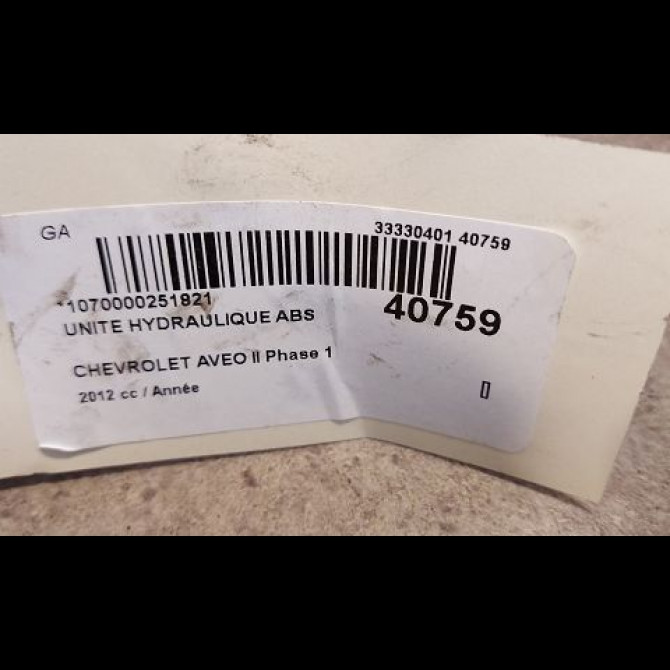 GA
33330401 40759
*1070000251821
40759
UNITE HYDRAULIQUE ABS
CHEVROLET AVEO II Phase 1
2012 cc / Année